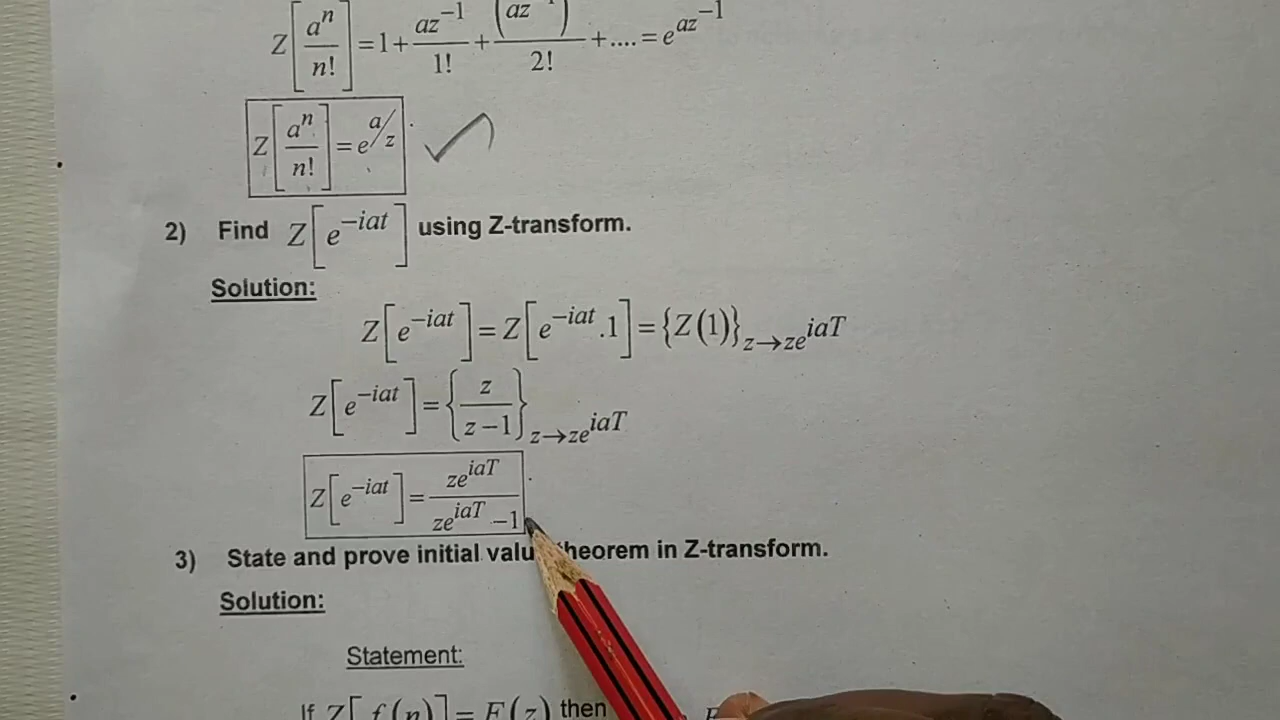 Z[aⁿ/n!] = 1 + az⁻¹/1! + (az⁻¹)/2! + .... = e^{az⁻¹}
Z[aⁿ/n!] = e^{a/z}
2) Find Z[e^{-iat}] using Z-transform.
Solution:
Z[e^{-iat}] = Z[e^{-iat}.1] = {Z(1)}_{z→ze^{iaT}}
Z[e^{-iat}] = {z/(z-1)}_{z→ze^{iaT}}
Z[e^{-iat}] = ze^{iaT}/(ze^{iaT} -1)
3) State and prove initial theorem in Z-transform.
Solution:
Statement:
If Z[f(n)] = F(z) then